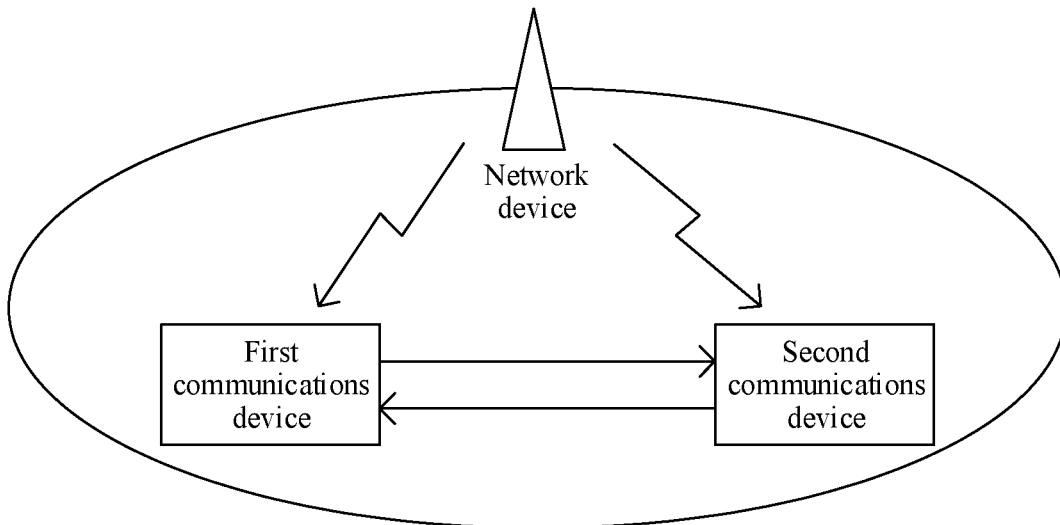 Network
device
First
communications
device
Second
communications
device